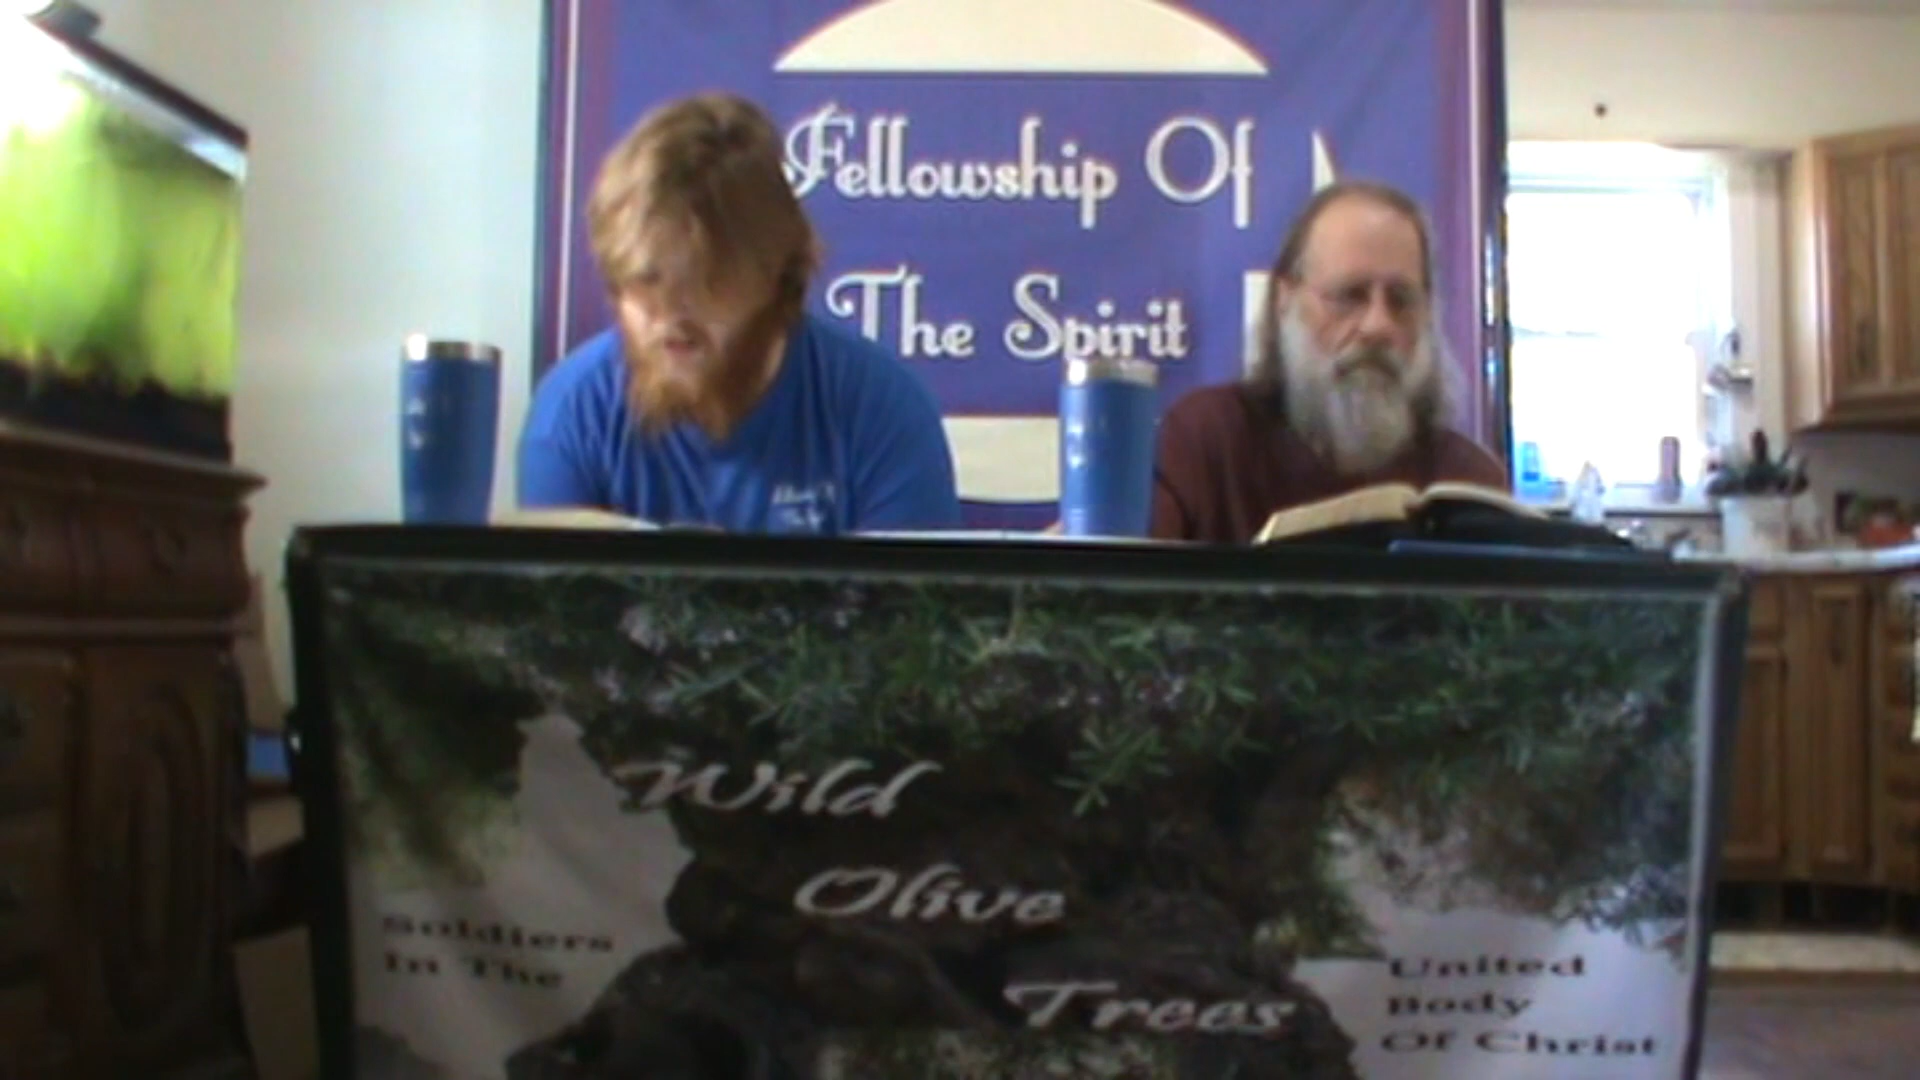 Fellowship Of
The Spirit
Wild
Olive
Trees
Soldiers
In The
United
Body
Of Christ